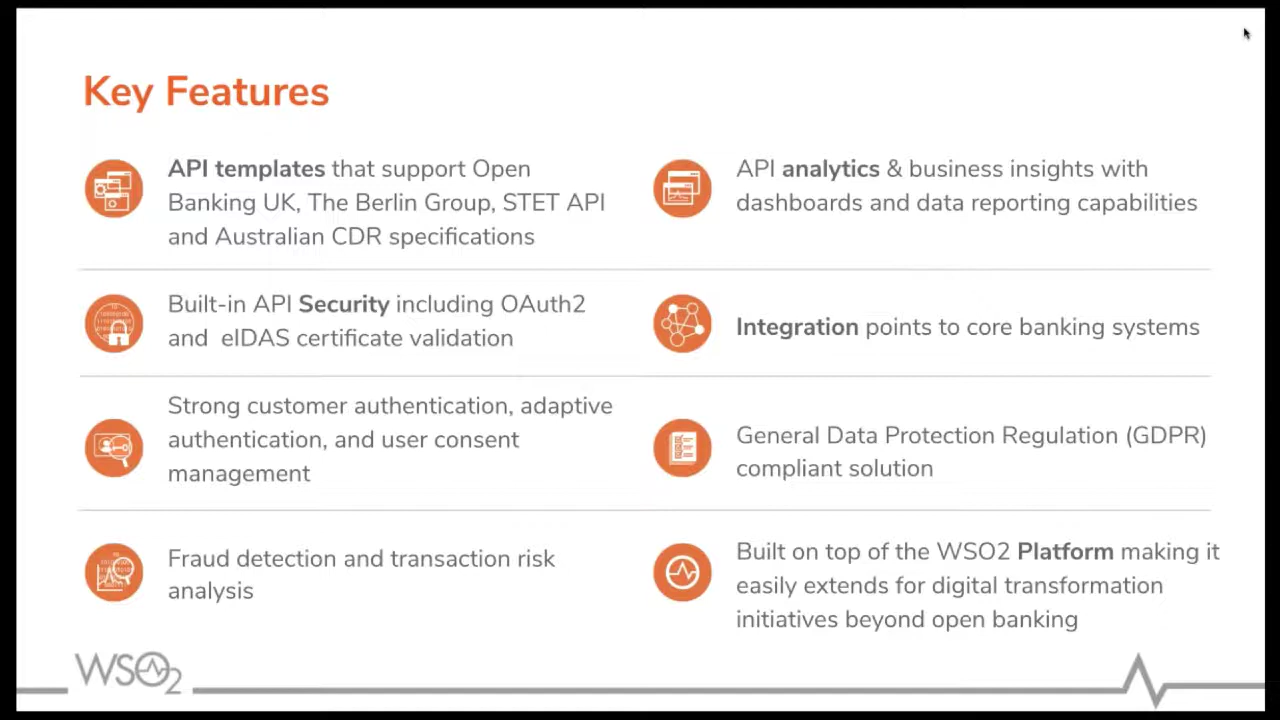 Key Features
API templates that support Open
Banking UK, The Berlin Group, STET API
and Australian CDR specifications
API analytics & business insights with
dashboards and data reporting capabilities
Built-in API Security including OAuth2
and eIDAS certificate validation
Integration points to core banking systems
Strong customer authentication, adaptive
authentication, and user consent
management
General Data Protection Regulation (GDPR)
compliant solution
Fraud detection and transaction risk
analysis
Built on top of the WSO2 Platform making it
easily extends for digital transformation
initiatives beyond open banking
WSO2